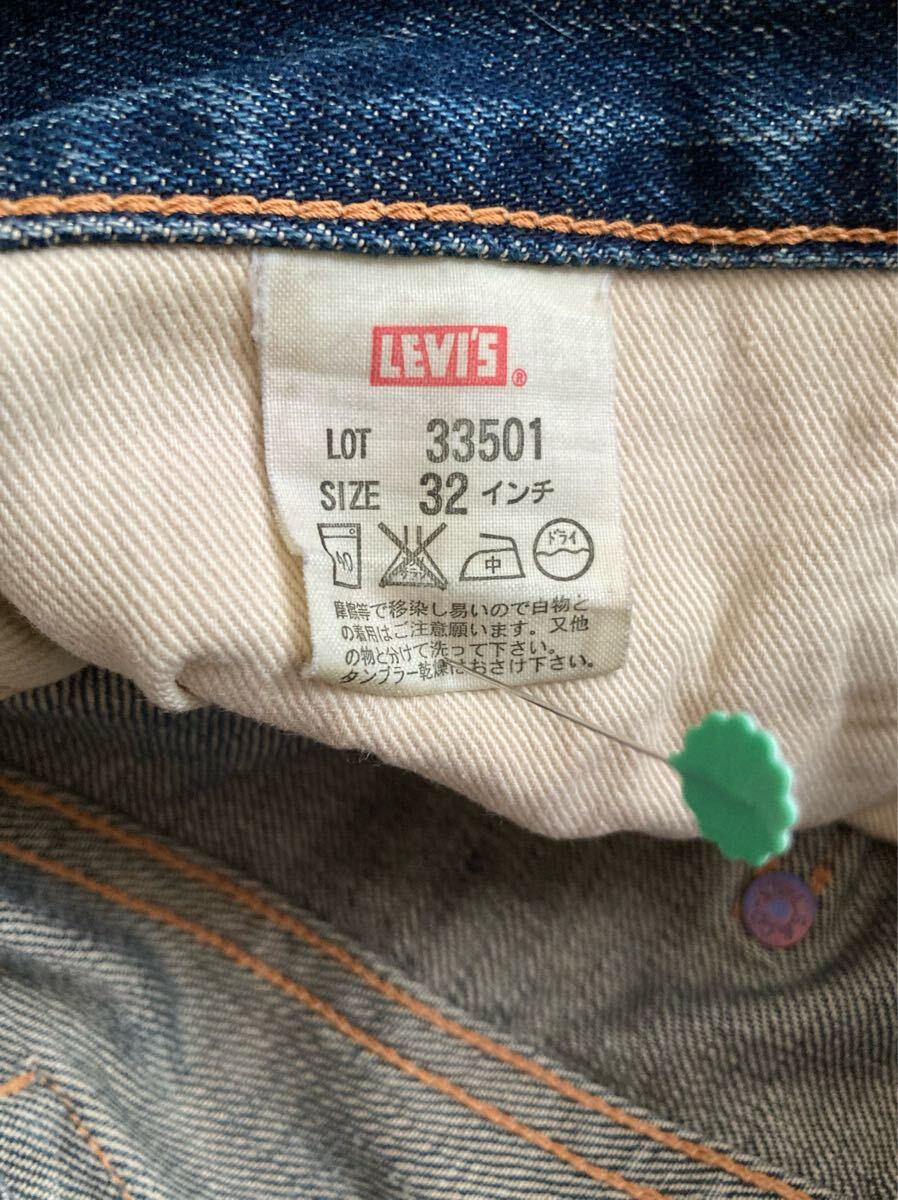 LEVI'S®
LOT 33501
SIZE 32 インチ
40 中 ドライ
摩擦等で移染し易いので白物と
の着用はご注意願います。又他
の物と分けて洗って下さい。
タンブラー乾燥はおさけ下さい。